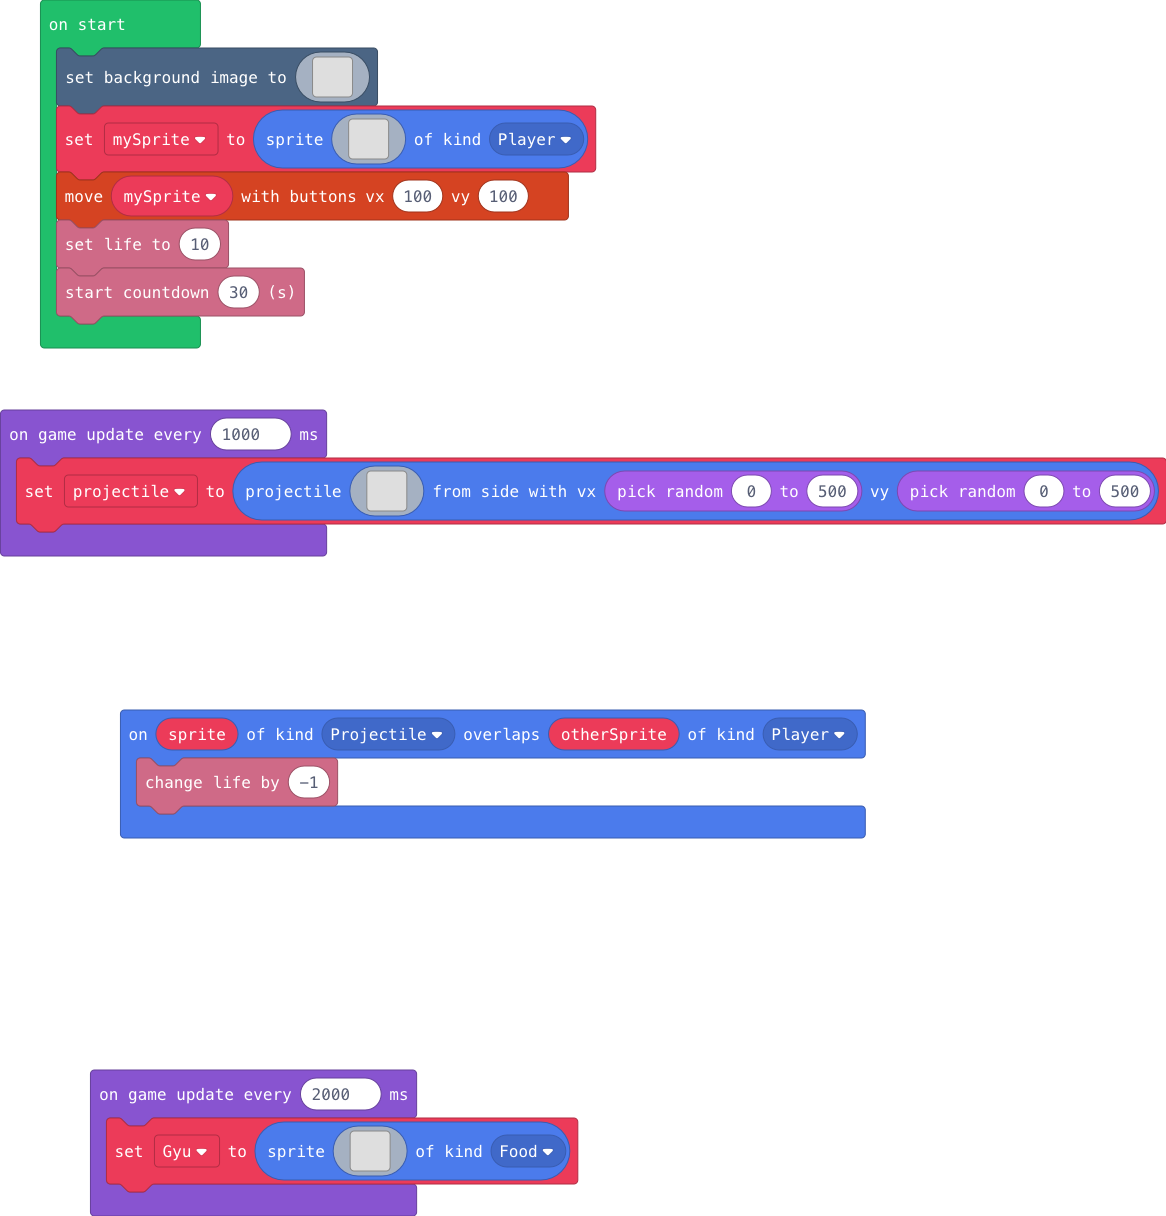 on start
set background image to
set mySprite to sprite of kind Player
move mySprite with buttons vx 100 vy 100
set life to 10
start countdown 30 (s)
on game update every 1000 ms
set projectile to projectile from side with vx pick random 0 to 500 vy pick random 0 to 500
on sprite of kind Projectile overlaps otherSprite of kind Player
change life by -1
on game update every 2000 ms
set Gyu to sprite of kind Food